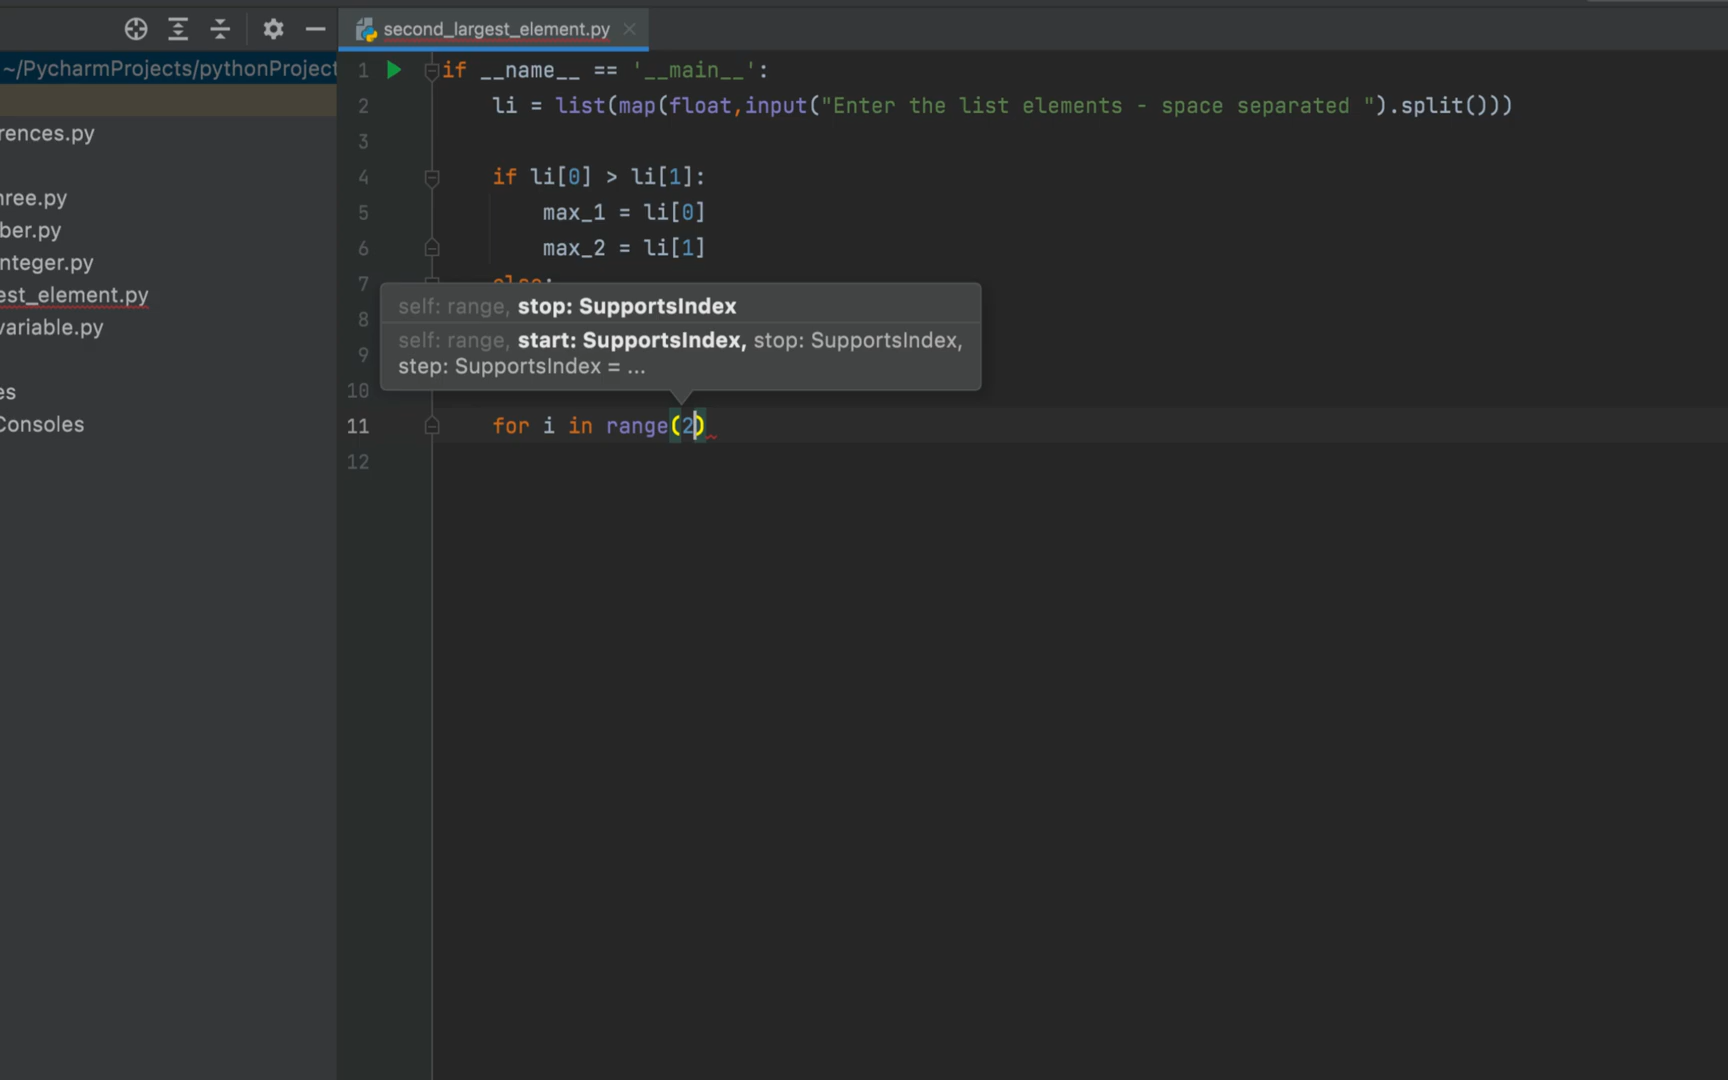 second_largest_element.py
~/PycharmProjects/pythonProject
rences.py
hree.py
ber.py
nteger.py
est_element.py
variable.py
es
Consoles
1 if __name__ == '__main__':
2 li = list(map(float,input("Enter the list elements - space separated ").split()))
3
4 if li[0] > li[1]:
5 max_1 = li[0]
6 max_2 = li[1]
7 else:
8
9
10
self: range, stop: SupportsIndex
self: range, start: SupportsIndex, stop: SupportsIndex,
step: SupportsIndex = ...
11 for i in range(2)
12